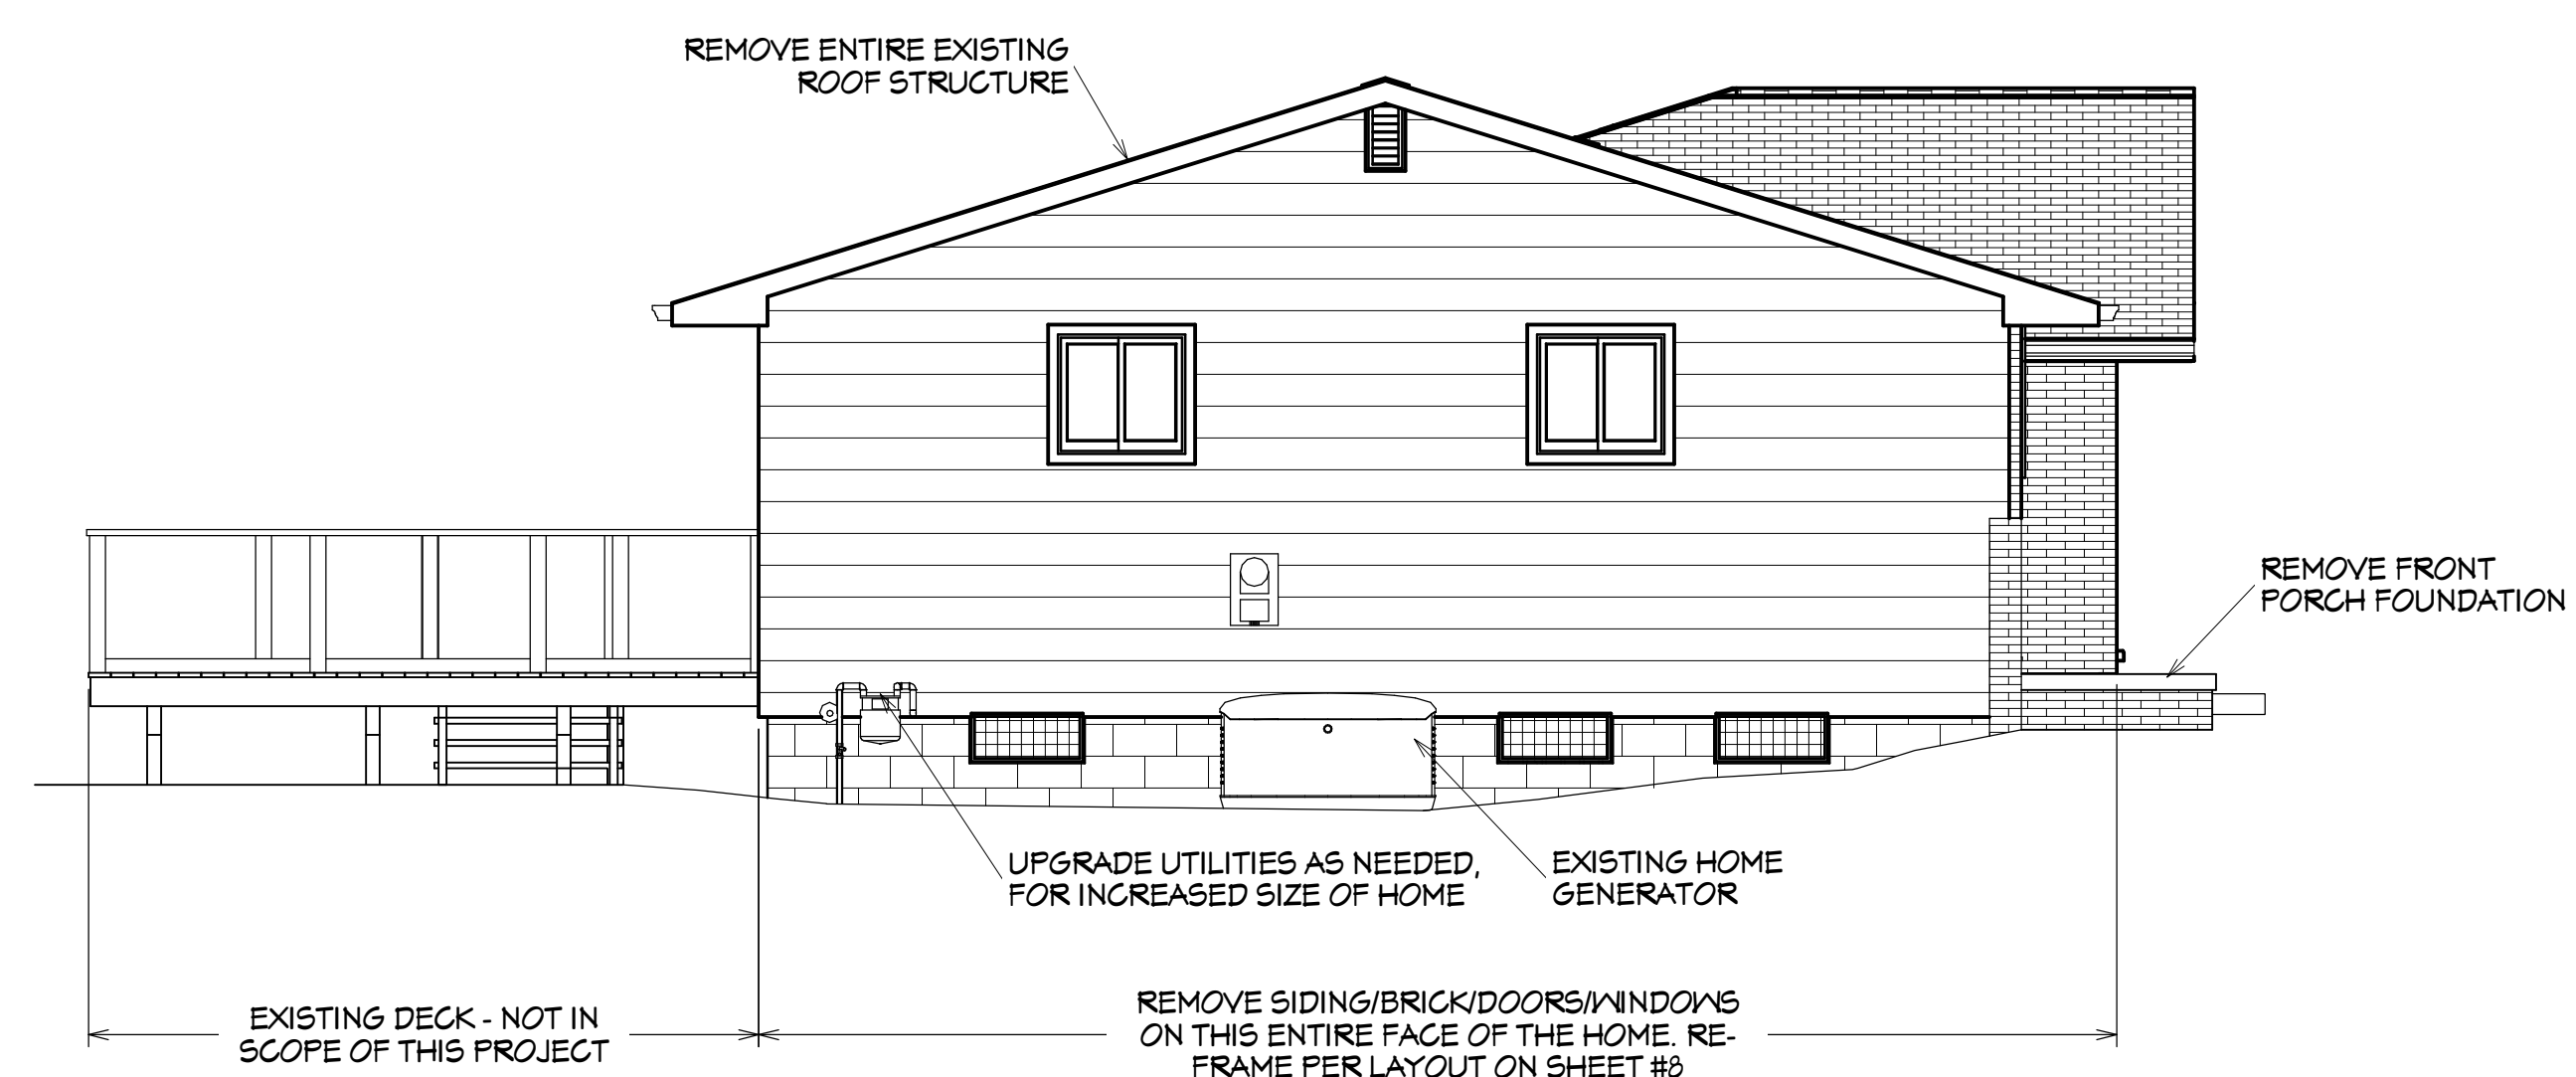 REMOVE ENTIRE EXISTING
ROOF STRUCTURE
REMOVE FRONT
PORCH FOUNDATION
UPGRADE UTILITIES AS NEEDED,
FOR INCREASED SIZE OF HOME
EXISTING HOME
GENERATOR
EXISTING DECK - NOT IN
SCOPE OF THIS PROJECT
REMOVE SIDING/BRICK/DOORS/WINDOWS
ON THIS ENTIRE FACE OF THE HOME. RE-
FRAME PER LAYOUT ON SHEET #8